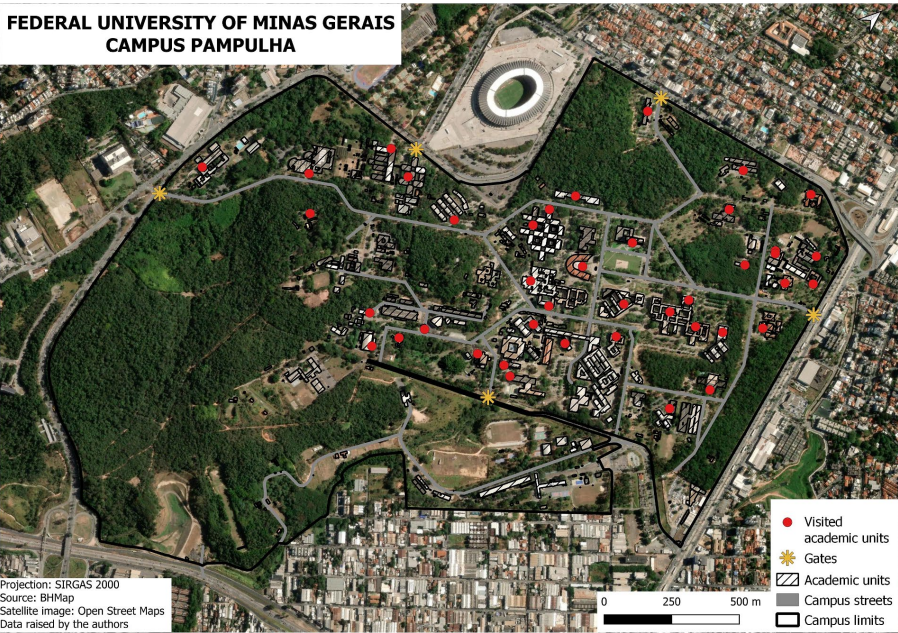 FEDERAL UNIVERSITY OF MINAS GERAIS
CAMPUS PAMPULHA
Visited
academic units
Gates
Academic units
Campus streets
Campus limits
0 250 500 m
Projection: SIRGAS 2000
Source: BHMap
Satellite image: Open Street Maps
Data raised by the authors